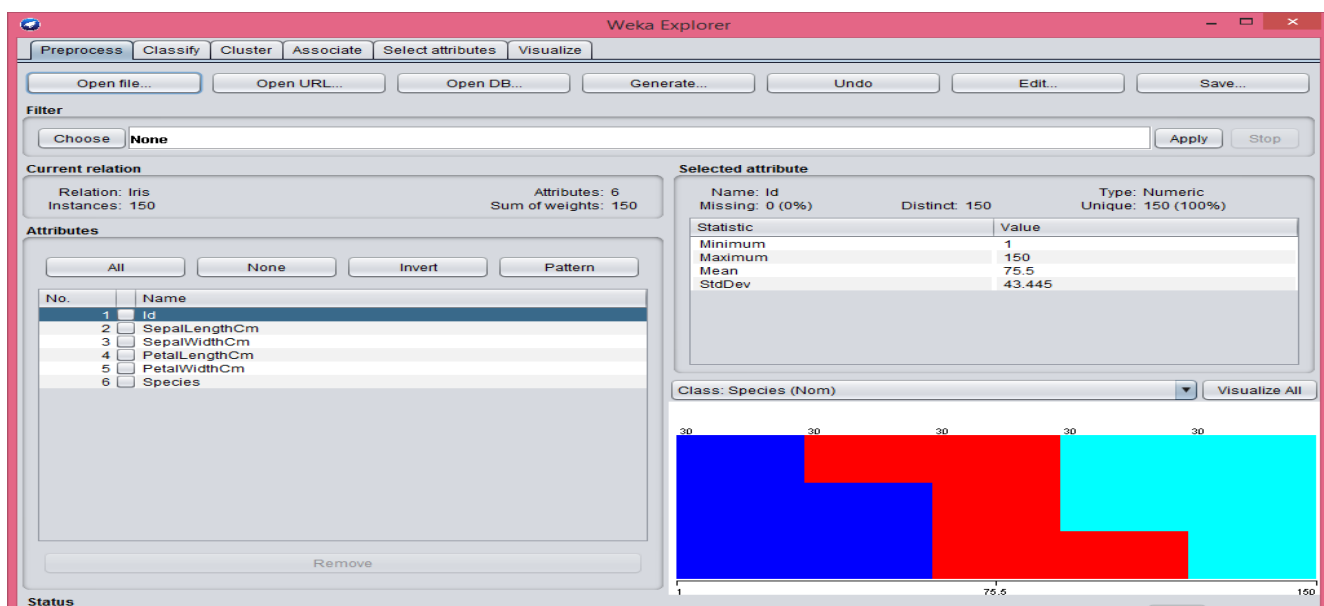 Weka Explorer
Preprocess Classify Cluster Associate Select attributes Visualize
Open file... Open URL... Open DB... Generate... Undo Edit... Save...
Filter
Choose None Apply Stop
Current relation
Relation: Iris Attributes: 6
Instances: 150 Sum of weights: 150
Attributes
All None Invert Pattern
No. Name
1 Id
2 SepalLengthCm
3 SepalWidthCm
4 PetalLengthCm
5 PetalWidthCm
6 Species
Remove
Status
Selected attribute
Name: Id Type: Numeric
Missing: 0 (0%) Distinct: 150 Unique: 150 (100%)
Statistic Value
Minimum 1
Maximum 150
Mean 75.5
StdDev 43.445
Class: Species (Nom) Visualize All
30 30 30 30 30
1 75.5 150